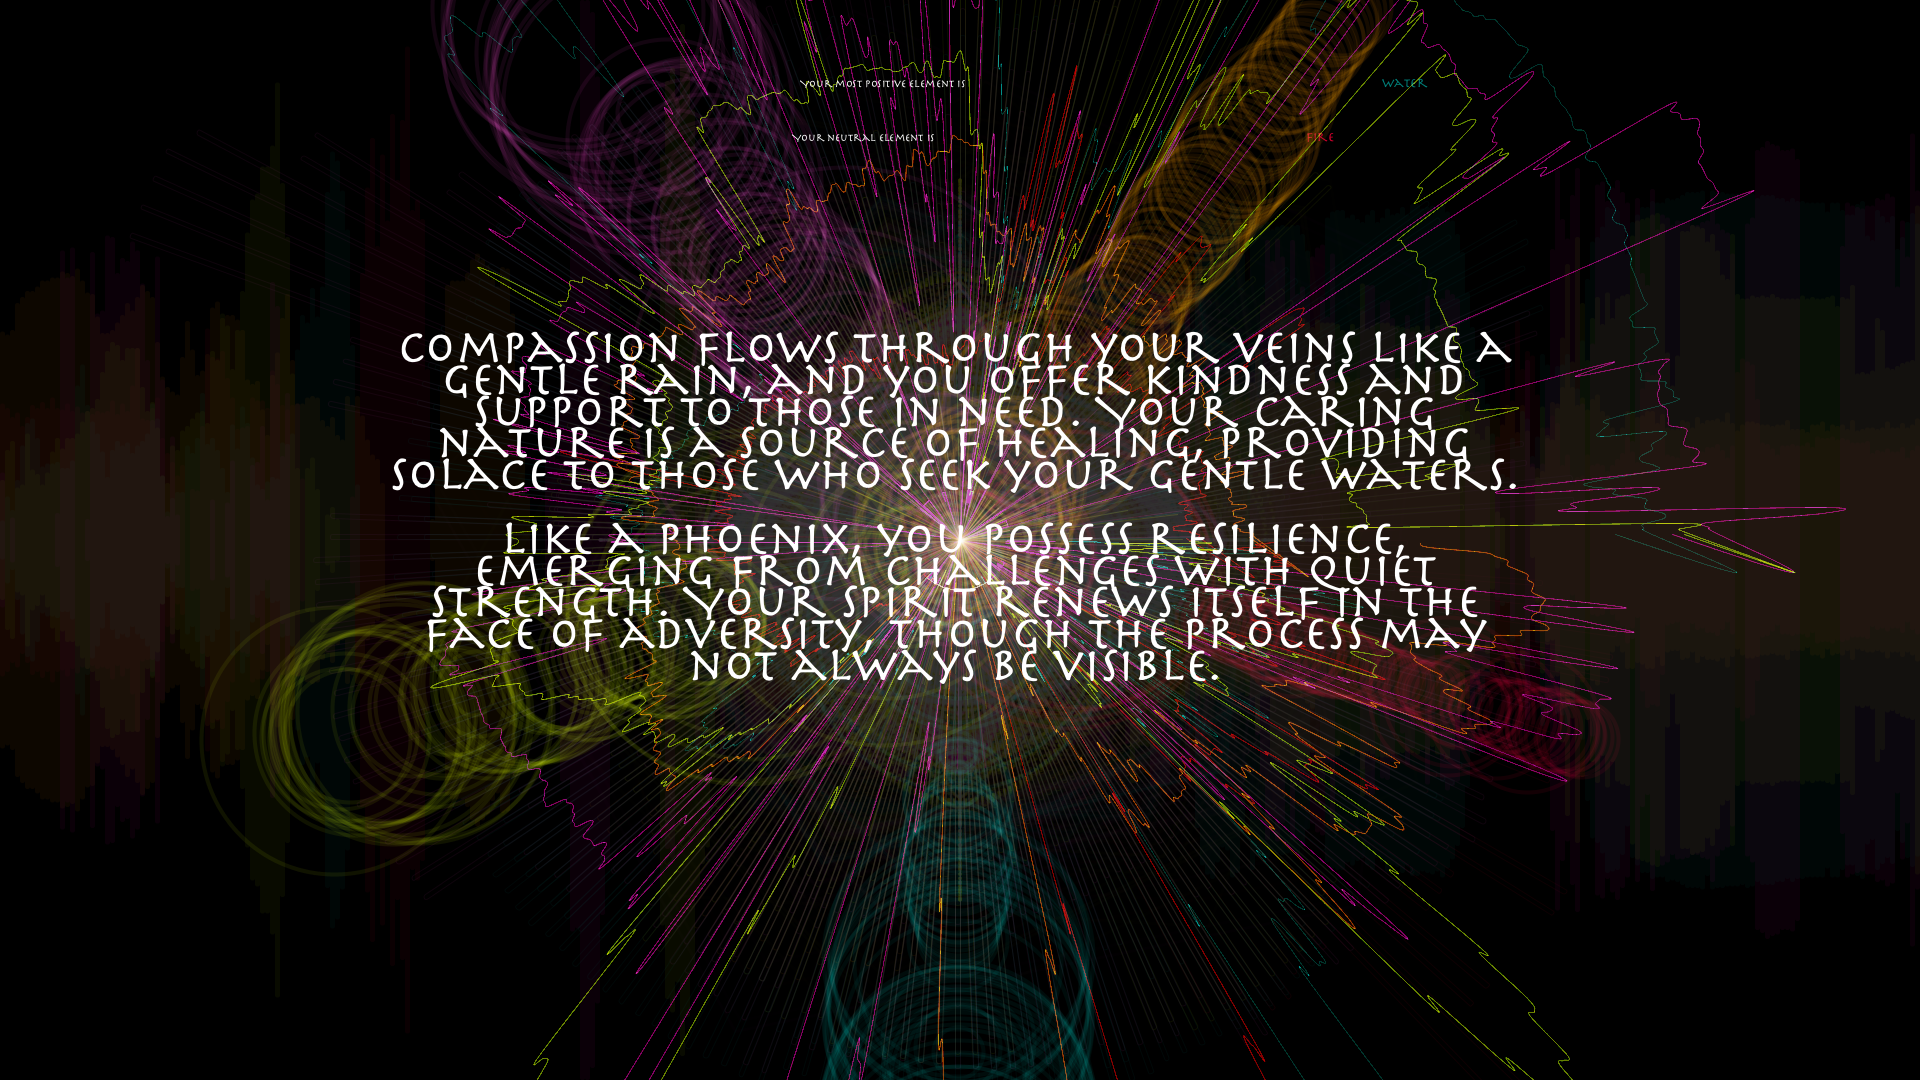 Your most positive element is Water
Your neutral element is Fire
Compassion flows through your veins like a
gentle rain, and you offer kindness and
support to those in need. Your caring
nature is a source of healing, providing
solace to those who seek your gentle waters.
Like a phoenix, you possess resilience,
emerging from challenges with quiet
strength. Your spirit renews itself in the
face of adversity, though the process may
not always be visible.